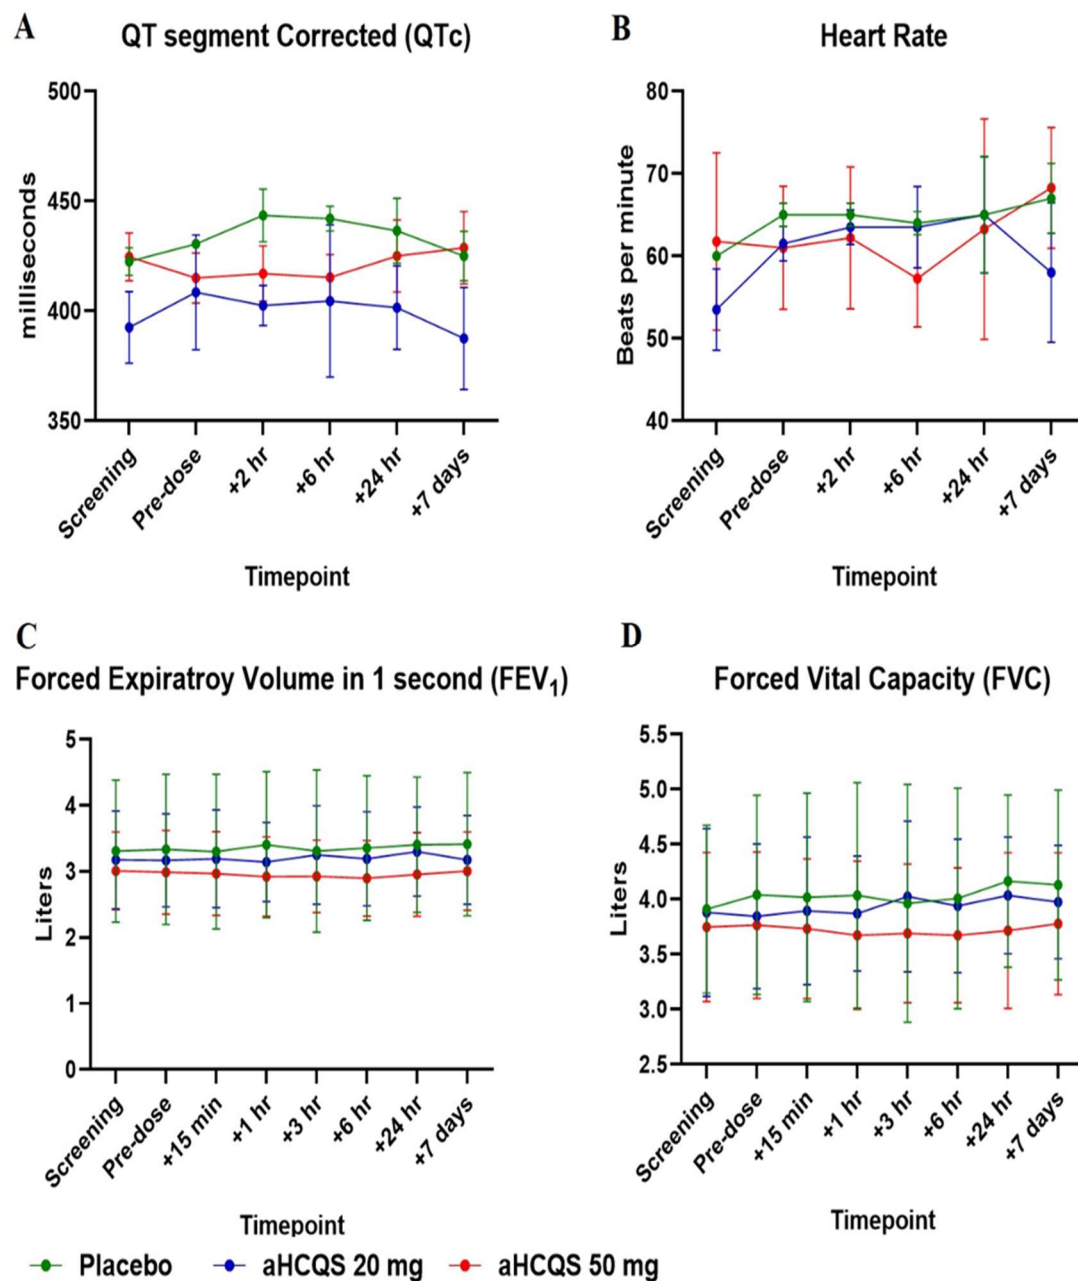 A
QT segment Corrected (QTc)
500
450
400
350
milliseconds
Screening
Pre-dose
+2 hr
+6 hr
+24 hr
+7 days
Timepoint
B
Heart Rate
80
70
60
50
40
Beats per minute
Screening
Pre-dose
+2 hr
+6 hr
+24 hr
+7 days
Timepoint
C
Forced Expiratroy Volume in 1 second (FEV₁)
5
4
3
2
1
0
Liters
Screening
Pre-dose
+15 min
+1 hr
+3 hr
+6 hr
+24 hr
+7 days
Timepoint
D
Forced Vital Capacity (FVC)
5.5
5.0
4.5
4.0
3.5
3.0
2.5
Liters
Screening
Pre-dose
+15 min
+1 hr
+3 hr
+6 hr
+24 hr
+7 days
Timepoint
Placebo aHCQS 20 mg aHCQS 50 mg